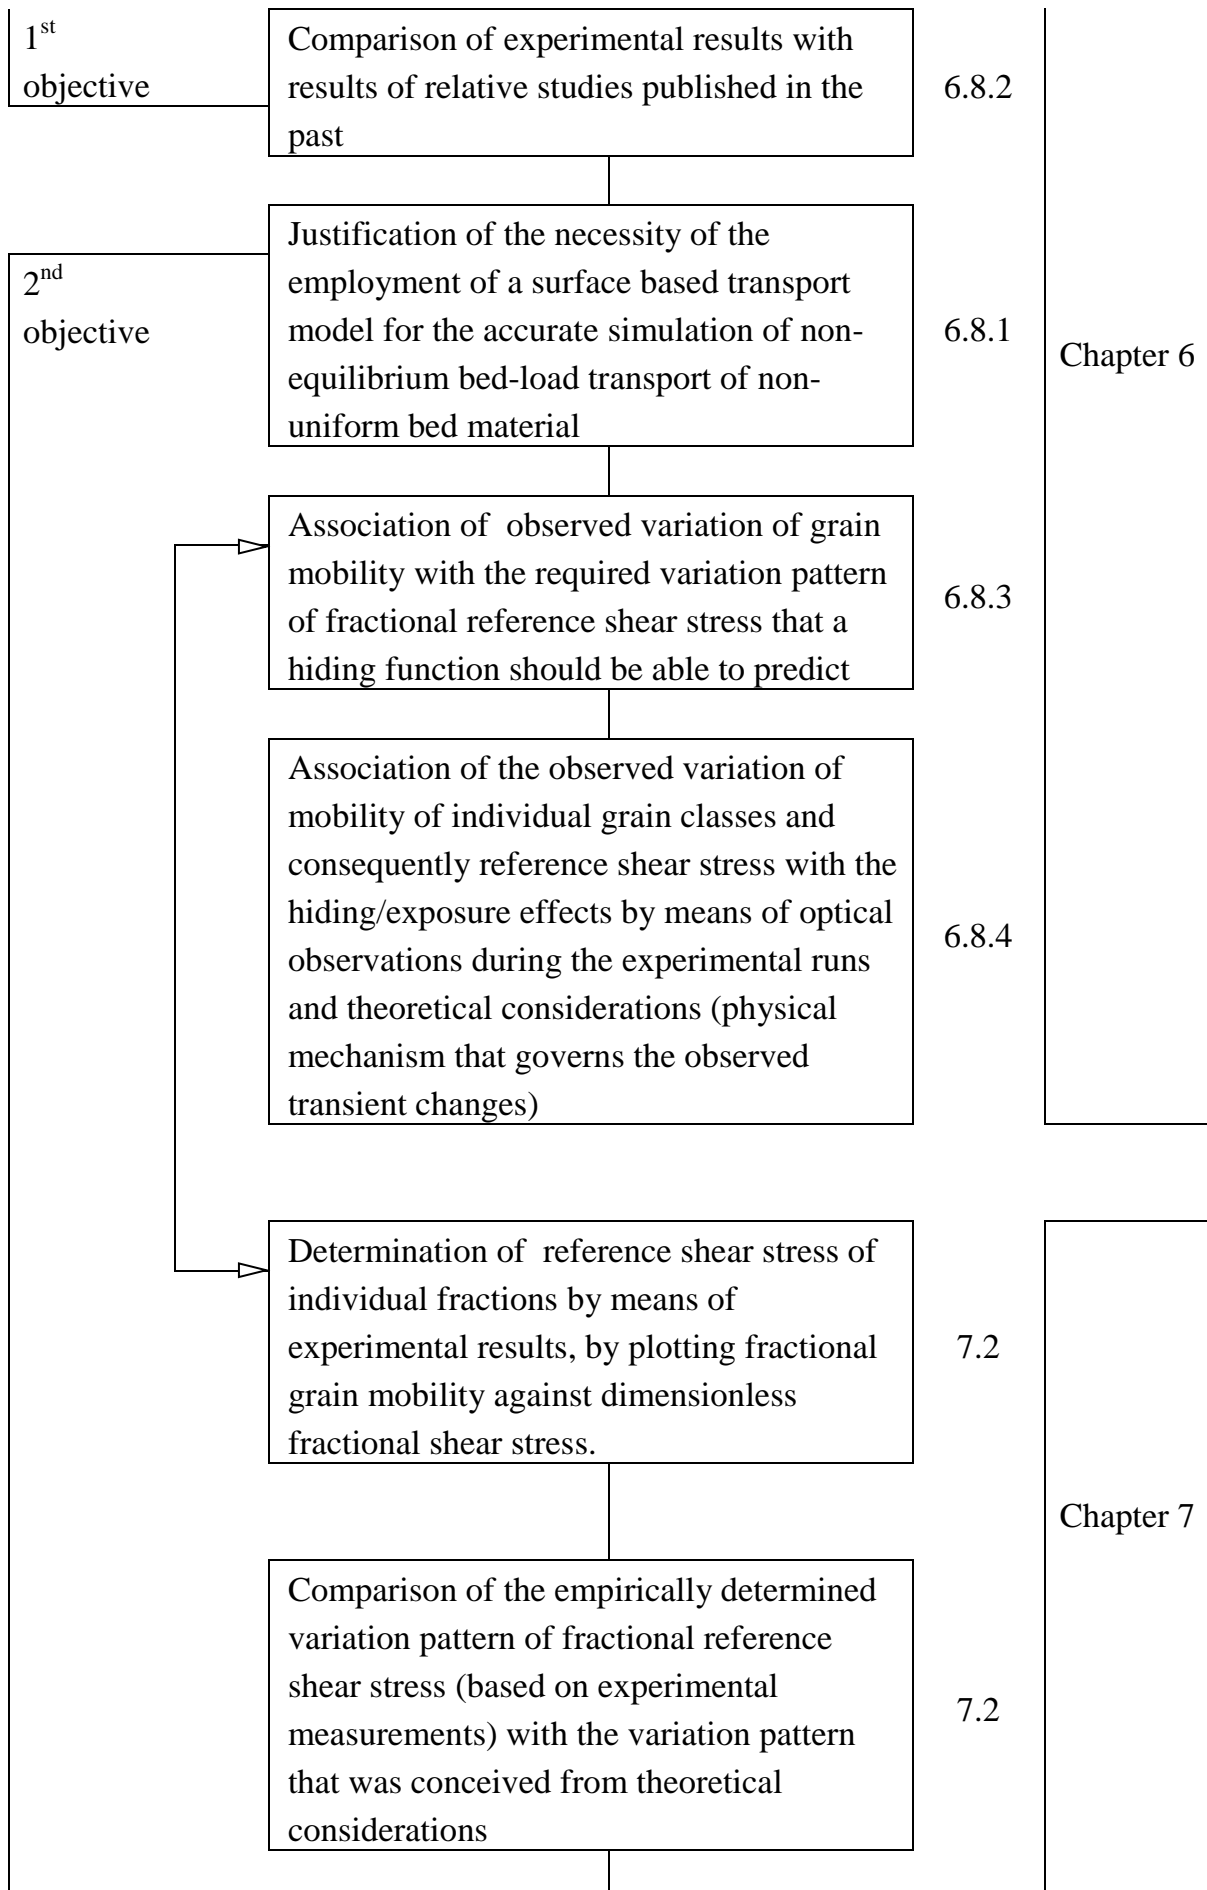 1st
objective
Comparison of experimental results with
results of relative studies published in the
past
6.8.2
2nd
objective
Justification of the necessity of the
employment of a surface based transport
model for the accurate simulation of non-
equilibrium bed-load transport of non-
uniform bed material
6.8.1
Chapter 6
Association of  observed variation of grain
mobility with the required variation pattern
of fractional reference shear stress that a
hiding function should be able to predict
6.8.3
Association of the observed variation of
mobility of individual grain classes and
consequently reference shear stress with the
hiding/exposure effects by means of optical
observations during the experimental runs
and theoretical considerations (physical
mechanism that governs the observed
transient changes)
6.8.4
Determination of  reference shear stress of
individual fractions by means of
experimental results, by plotting fractional
grain mobility against dimensionless
fractional shear stress.
7.2
Chapter 7
Comparison of the empirically determined
variation pattern of fractional reference
shear stress (based on experimental
measurements) with the variation pattern
that was conceived from theoretical
considerations
7.2